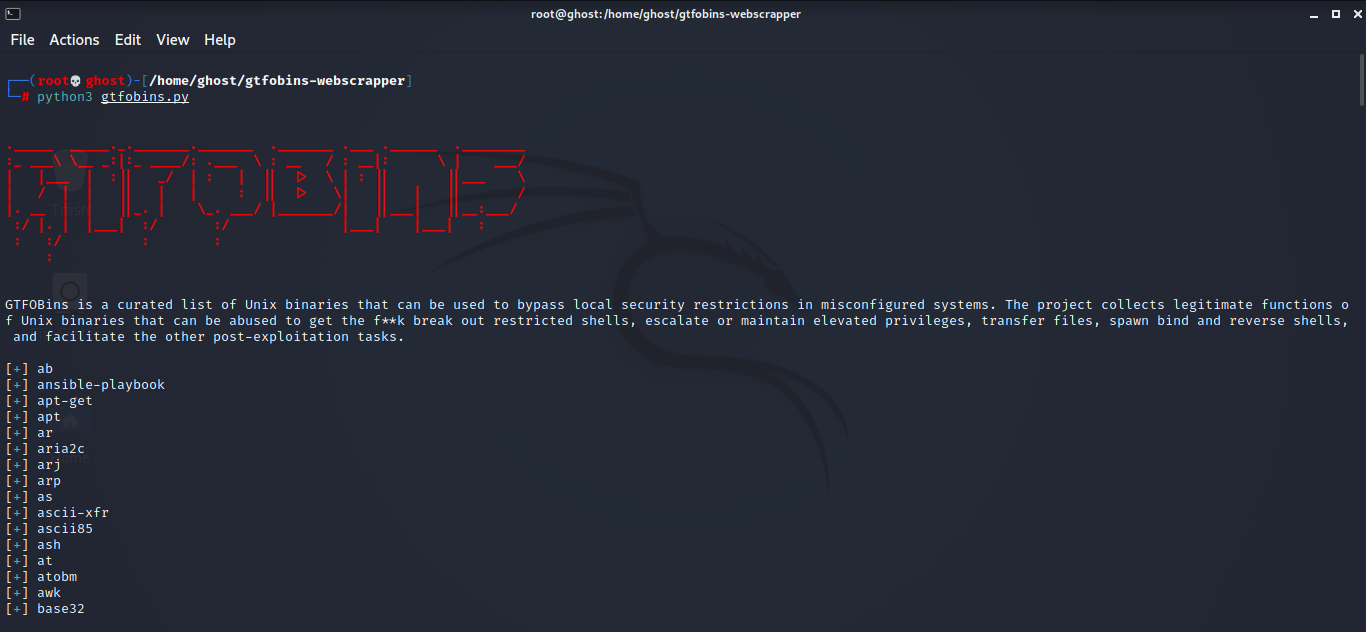 root@ghost:/home/ghost/gtfobins-webscrapper
File Actions Edit View Help
┌──(root💀ghost)-[/home/ghost/gtfobins-webscrapper]
└─# python3 gtfobins.py
GTFOBins is a curated list of Unix binaries that can be used to bypass local security restrictions in misconfigured systems. The project collects legitimate functions o
f Unix binaries that can be abused to get the f**k break out restricted shells, escalate or maintain elevated privileges, transfer files, spawn bind and reverse shells,
and facilitate the other post-exploitation tasks.
[+] ab
[+] ansible-playbook
[+] apt-get
[+] apt
[+] ar
[+] aria2c
[+] arj
[+] arp
[+] as
[+] ascii-xfr
[+] ascii85
[+] ash
[+] at
[+] atobm
[+] awk
[+] base32